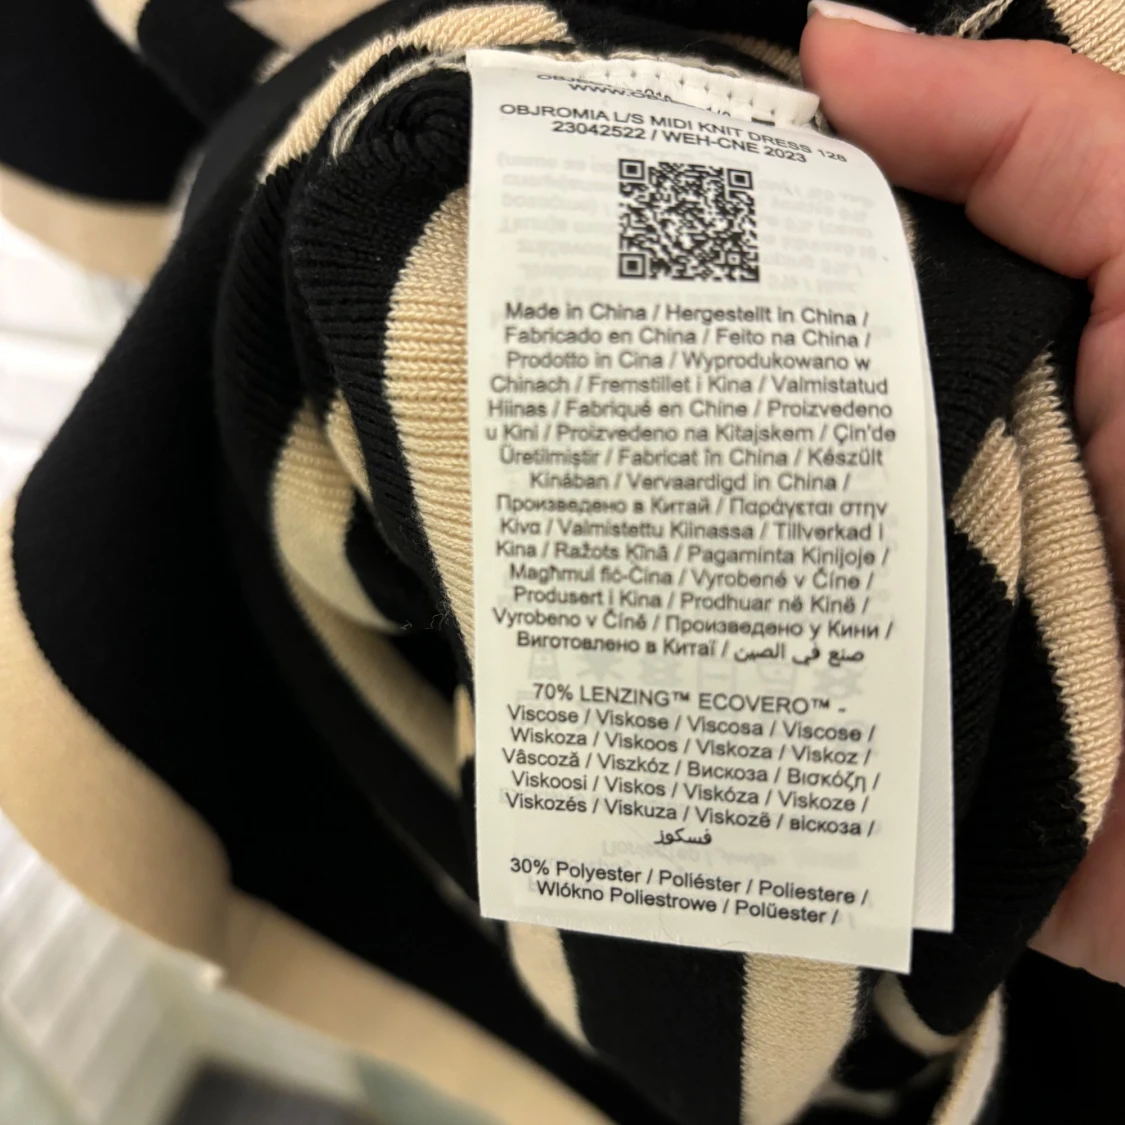 OBJROMIA L/S MIDI KNIT DRESS 128
23042522 / WEH-CNE 2023
Made in China / Hergestellt in China /
Fabricado en China / Feito na China /
Prodotto in Cina / Wyprodukowano w
Chinach / Fremstillet i Kina / Valmistatud
Hiinas / Fabriqué en Chine / Proizvedeno
u Kini / Proizvedeno na Kitajskem / Çin'de
Üretilmiştir / Fabricat în China / Készült
Kínában / Vervaardigd in China /
Произведено в Китай / Παράγεται στην
Κίνα / Valmistettu Kiinassa / Tillverkad i
Kina / Ražots Ķīnā / Pagaminta Kinijoje /
Magħmul fiċ-Ċina / Vyrobené v Číne /
Produsert i Kina / Prodhuar në Kinë /
Vyrobeno v Číně / Произведено у Кини /
Виготовлено в Китаї / صنع في الصين
70% LENZING™ ECOVERO™ -
Viscose / Viskose / Viscosa / Viscose /
Wiskoza / Viskoos / Viskoza / Viskoz /
Vâscoză / Viszkóz / Вискоза / Βισκόζη /
Viskoosi / Viskos / Viskóza / Viskoze /
Viskozės / Viskuza / Viskozë / віскоза /
فسكوز
30% Polyester / Poliéster / Poliestere /
Wlókno Poliestrowe / Polüester /